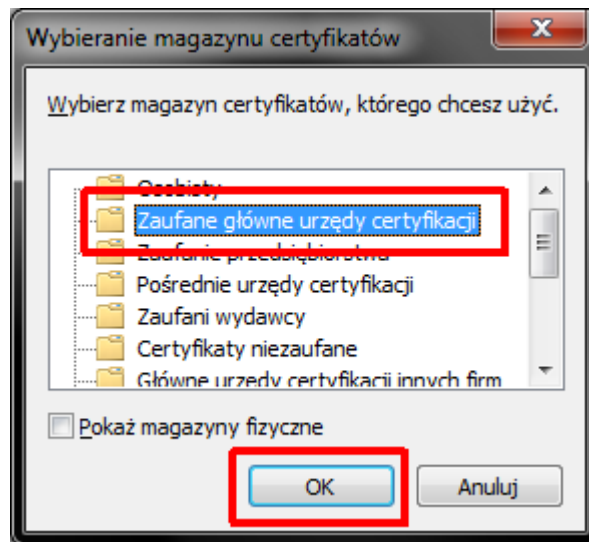 Wybieranie magazynu certyfikatów
Wybierz magazyn certyfikatów, którego chcesz użyć.
Osobisty
Zaufane główne urzędy certyfikacji
Zaufanie przedsiębiorstwa
Pośrednie urzędy certyfikacji
Zaufani wydawcy
Certyfikaty niezaufane
Główne urzędy certyfikacji innych firm
Pokaż magazyny fizyczne
OK
Anuluj